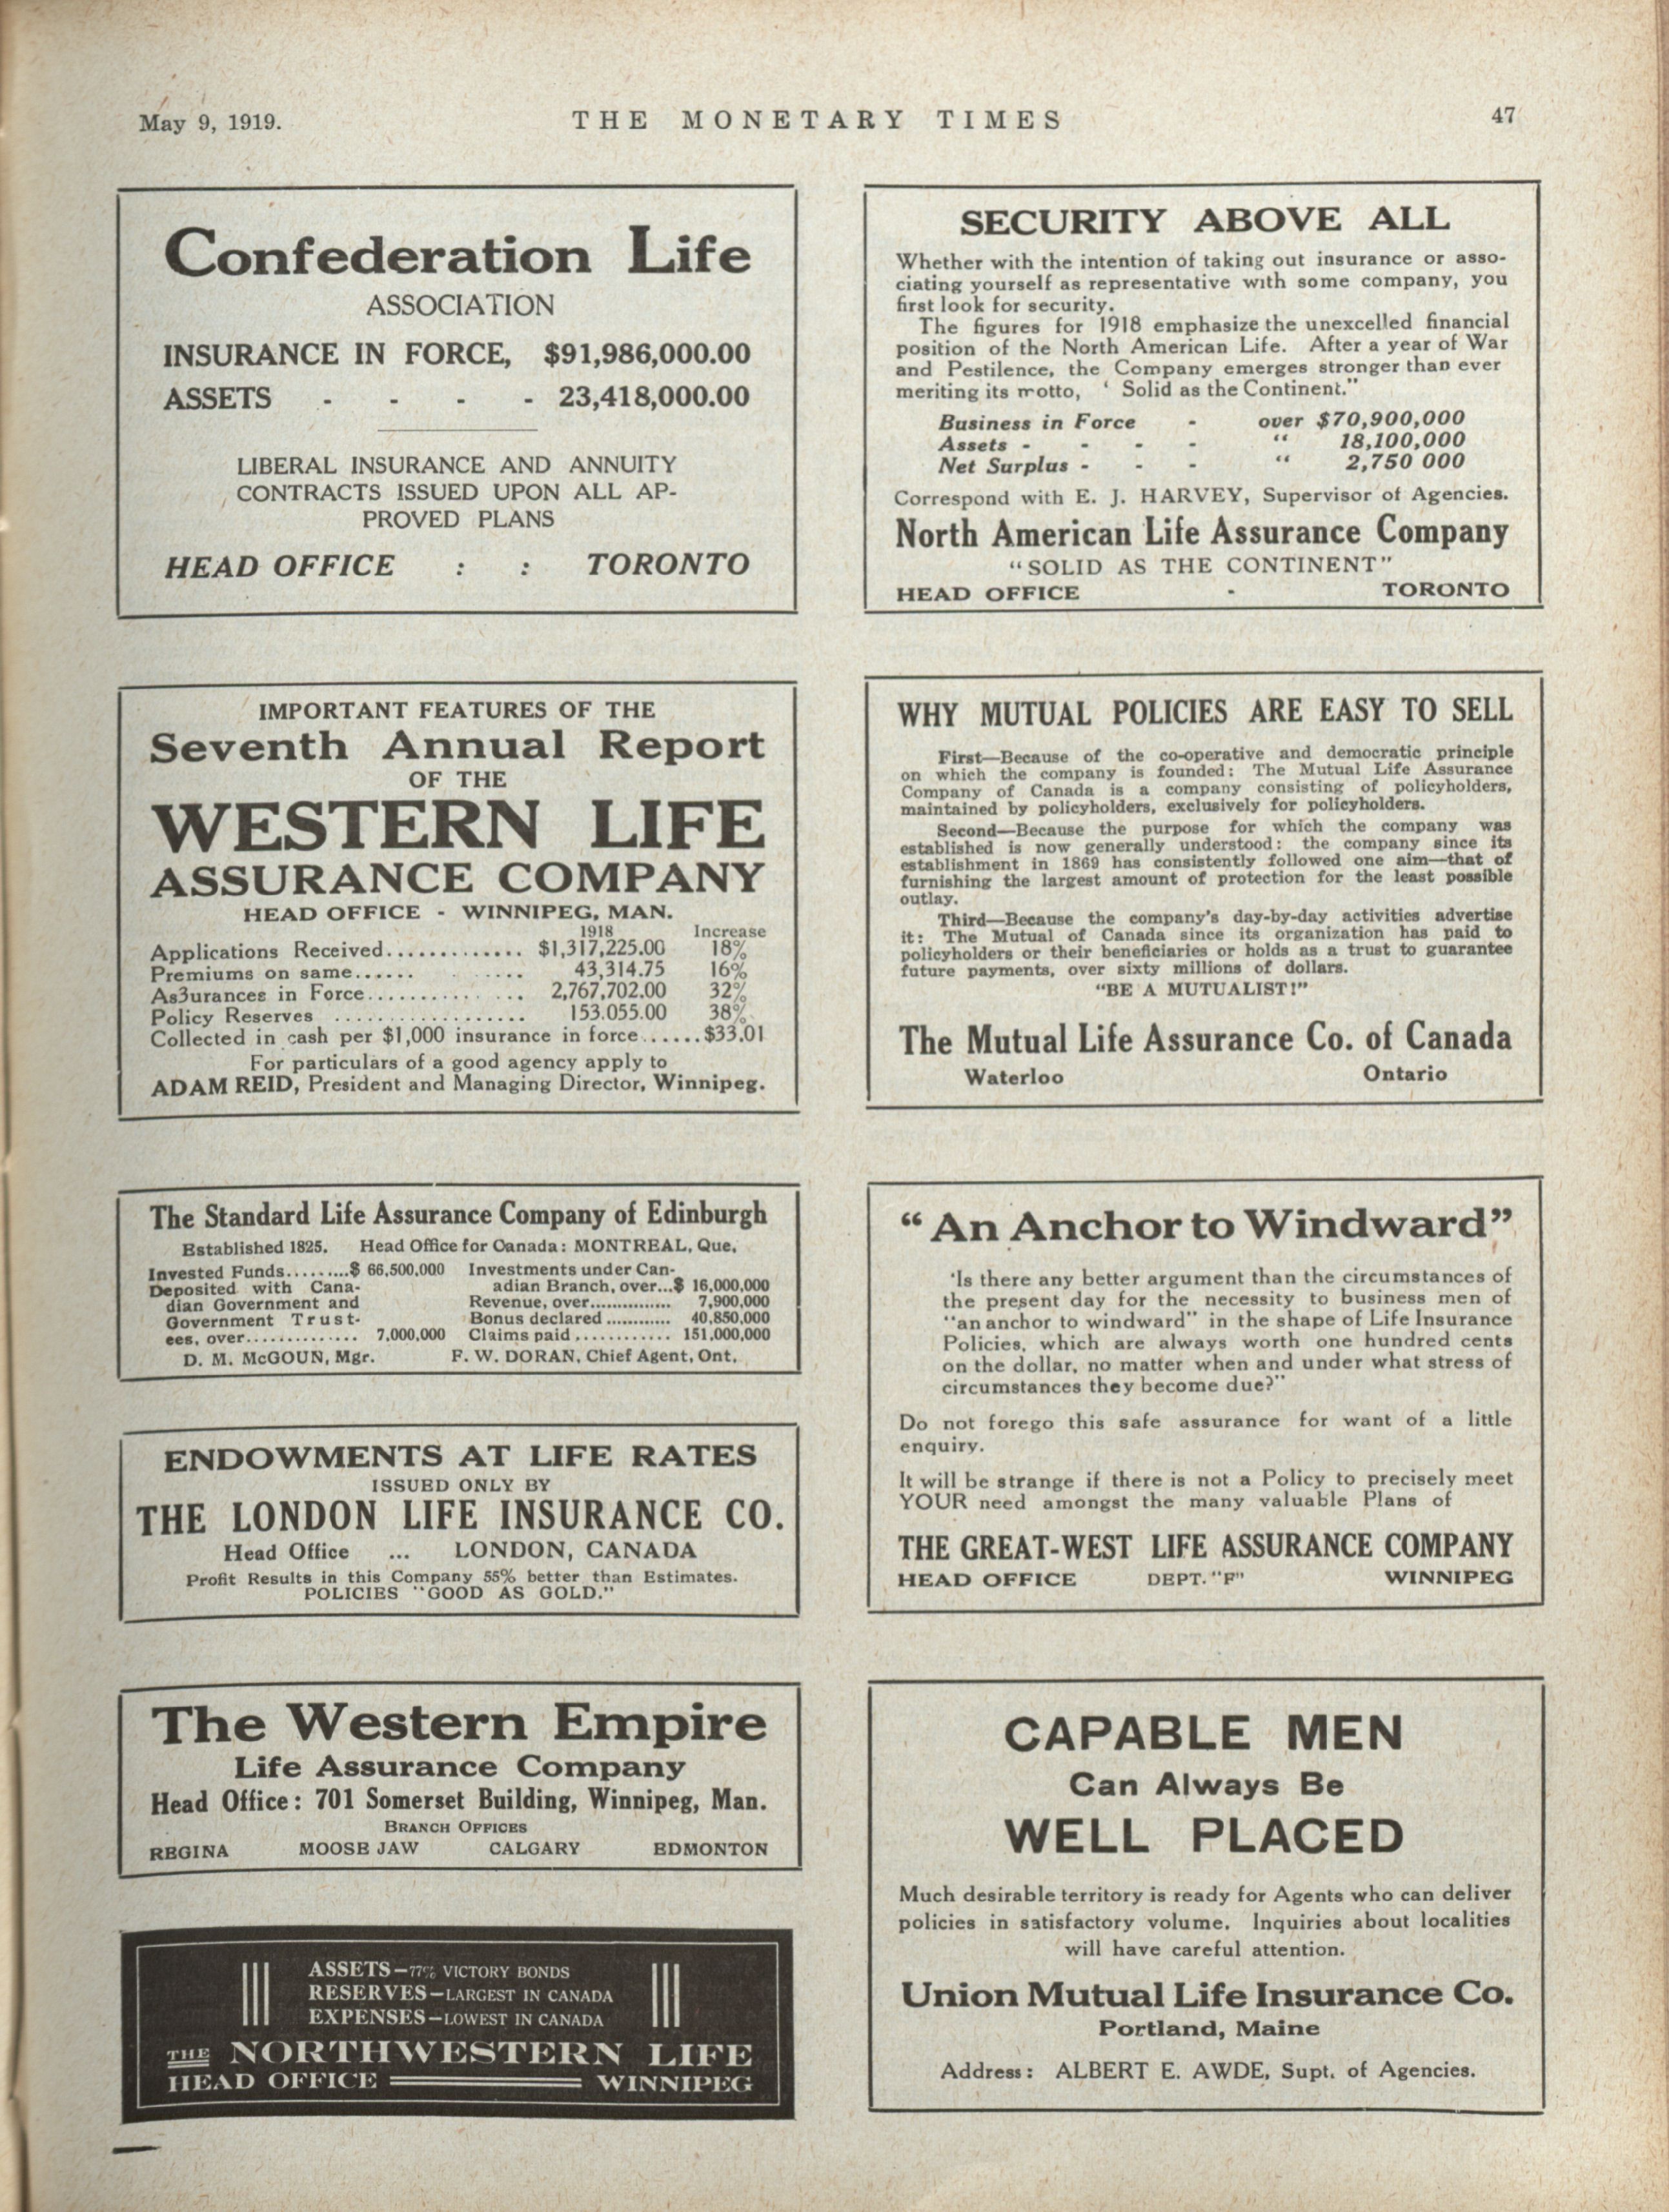 May 9, 1919.
THE MONETARY TIMES
47
Confederation Life
ASSOCIATION
INSURANCE IN FORCE, $91,986,000.00
ASSETS - - - - 23,418,000.00
LIBERAL INSURANCE AND ANNUITY
CONTRACTS ISSUED UPON ALL AP-
PROVED PLANS
HEAD OFFICE : : TORONTO
IMPORTANT FEATURES OF THE
Seventh Annual Report
OF THE
WESTERN LIFE
ASSURANCE COMPANY
HEAD OFFICE - WINNIPEG, MAN.
1918 Increase
Applications Received............. $1,317,225.00 18%
Premiums on same...... ..... 43,314.75 16%
As3urances in Force........... ... 2,767,702.00 32%
Policy Reserves .................. 153.055.00 38%
Collected in cash per $1,000 insurance in force......$33.01
For particulars of a good agency apply to
ADAM REID, President and Managing Director, Winnipeg.
The Standard Life Assurance Company of Edinburgh
Established 1825. Head Office for Canada: MONTREAL, Que.
Invested Funds.........$ 66,500,000
Deposited with Cana-
dian Government and
Government Trust-
ees, over.............. 7,000,000
Investments under Can-
adian Branch, over...$ 16,000,000
Revenue, over............... 7,900,000
Bonus declared ............ 40,850,000
Claims paid ............ 151,000,000
D. M. McGOUN, Mgr. F. W. DORAN, Chief Agent, Ont.
ENDOWMENTS AT LIFE RATES
ISSUED ONLY BY
THE LONDON LIFE INSURANCE CO.
Head Office ... LONDON, CANADA
Profit Results in this Company 55% better than Estimates.
POLICIES "GOOD AS GOLD."
The Western Empire
Life Assurance Company
Head Office: 701 Somerset Building, Winnipeg, Man.
BRANCH OFFICES
REGINA MOOSE JAW CALGARY EDMONTON
ASSETS—77% VICTORY BONDS
RESERVES—LARGEST IN CANADA
EXPENSES—LOWEST IN CANADA
THE NORTHWESTERN LIFE
HEAD OFFICE WINNIPEG
SECURITY ABOVE ALL
Whether with the intention of taking out insurance or asso-
ciating yourself as representative with some company, you
first look for security.
The figures for 1918 emphasize the unexcelled financial
position of the North American Life. After a year of War
and Pestilence, the Company emerges stronger than ever
meriting its motto, ‘ Solid as the Continent."
Business in Force - over $70,900,000
Assets - - - - " 18,100,000
Net Surplus - - - " 2,750 000
Correspond with E. J. HARVEY, Supervisor of Agencies.
North American Life Assurance Company
"SOLID AS THE CONTINENT"
HEAD OFFICE - TORONTO
WHY MUTUAL POLICIES ARE EASY TO SELL
First—Because of the co-operative and democratic principle
on which the company is founded: The Mutual Life Assurance
Company of Canada is a company consisting of policyholders,
maintained by policyholders, exclusively for policyholders.
Second—Because the purpose for which the company was
established is now generally understood: the company since its
establishment in 1869 has consistently followed one aim—that of
furnishing the largest amount of protection for the least possible
outlay.
Third—Because the company's day-by-day activities advertise
it: The Mutual of Canada since its organization has paid to
policyholders or their beneficiaries or holds as a trust to guarantee
future payments, over sixty millions of dollars.
"BE A MUTUALIST!"
The Mutual Life Assurance Co. of Canada
Waterloo Ontario
"An Anchor to Windward"
'Is there any better argument than the circumstances of
the present day for the necessity to business men of
"an anchor to windward" in the shape of Life Insurance
Policies, which are always worth one hundred cents
on the dollar, no matter when and under what stress of
circumstances they become due?"
Do not forego this safe assurance for want of a little
enquiry.
It will be strange if there is not a Policy to precisely meet
YOUR need amongst the many valuable Plans of
THE GREAT-WEST LIFE ASSURANCE COMPANY
HEAD OFFICE DEPT. "F" WINNIPEG
CAPABLE MEN
Can Always Be
WELL PLACED
Much desirable territory is ready for Agents who can deliver
policies in satisfactory volume. Inquiries about localities
will have careful attention.
Union Mutual Life Insurance Co.
Portland, Maine
Address: ALBERT E. AWDE, Supt. of Agencies.